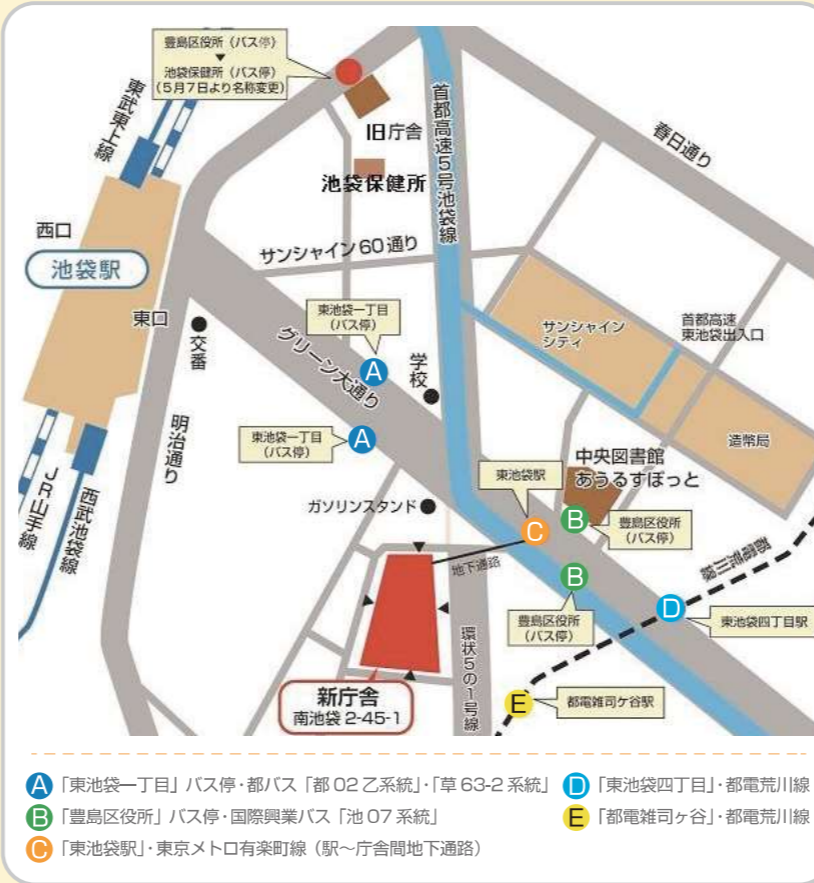 豊島区役所（バス停）
▼
池袋保健所（バス停）
（5月7日より名称変更）
東武東上線
旧庁舎
池袋保健所
首都高速5号池袋線
春日通り
西口
池袋駅
東口
サンシャイン60通り
交番
東池袋一丁目
（バス停）
A
グリーン大通り
学校
サンシャイン
シティ
首都高速
東池袋出入口
造幣局
明治通り
東池袋一丁目
（バス停）
A
JR山手線
西武池袋線
ガソリンスタンド
東池袋駅
C
中央図書館
あうるすぽっと
B
豊島区役所
（バス停）
地下通路
B
豊島区役所
（バス停）
都電荒川線
D
東池袋四丁目駅
環状5の1号線
新庁舎
南池袋2-45-1
E
都電雑司ケ谷駅
A 「東池袋一丁目」バス停・都バス「都02乙系統」・「草63-2系統」
B 「豊島区役所」バス停・国際興業バス「池07系統」
C 「東池袋駅」・東京メトロ有楽町線（駅～庁舎間地下通路）
D 「東池袋四丁目」・都電荒川線
E 「都電雑司ヶ谷」・都電荒川線